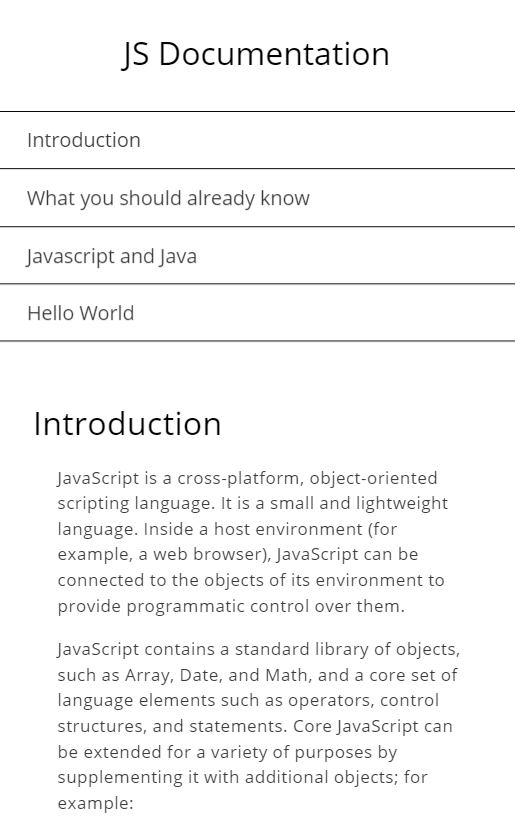 JS Documentation
Introduction
What you should already know
Javascript and Java
Hello World
Introduction
JavaScript is a cross-platform, object-oriented
scripting language. It is a small and lightweight
language. Inside a host environment (for
example, a web browser), JavaScript can be
connected to the objects of its environment to
provide programmatic control over them.
JavaScript contains a standard library of objects,
such as Array, Date, and Math, and a core set of
language elements such as operators, control
structures, and statements. Core JavaScript can
be extended for a variety of purposes by
supplementing it with additional objects; for
example: